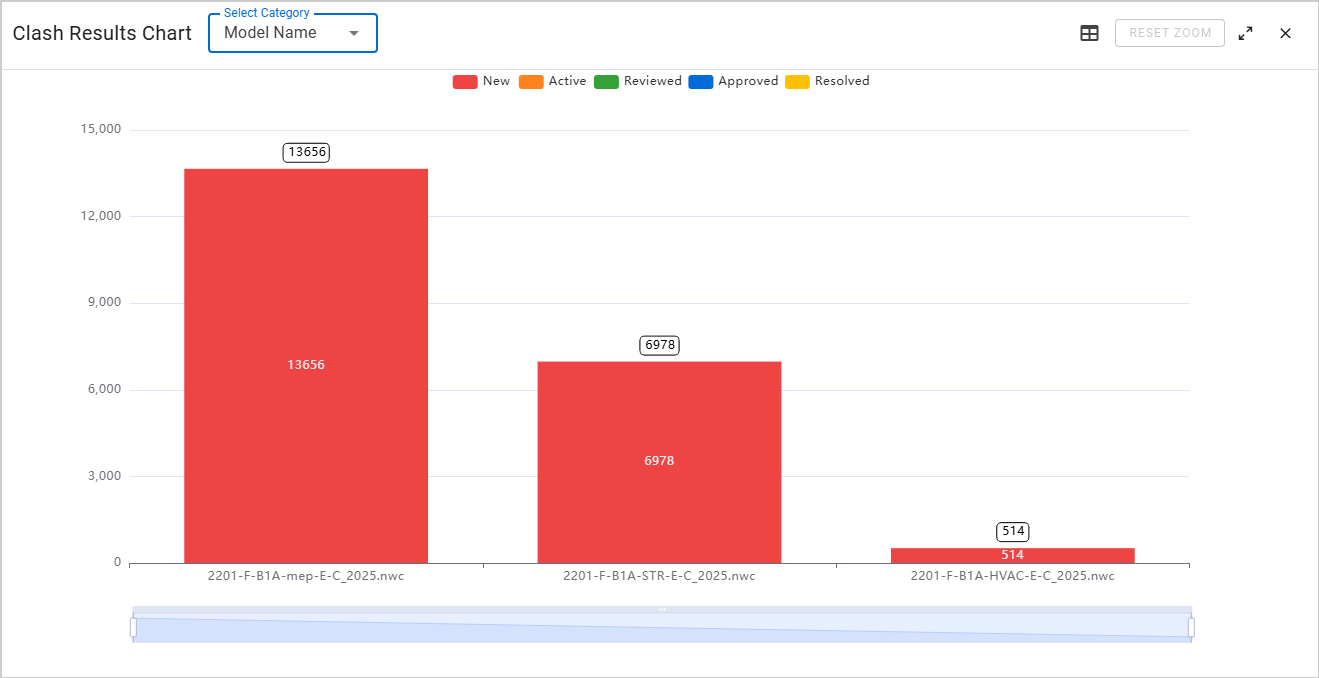 Select Category
Clash Results Chart
Model Name
RESET ZOOM
New Active Reviewed Approved Resolved
15,000
13656
12,000
9,000
6978
13656
6,000
6978
3,000
514
514
0
2201-F-B1A-mep-E-C_2025.nwc 2201-F-B1A-STR-E-C_2025.nwc 2201-F-B1A-HVAC-E-C_2025.nwc